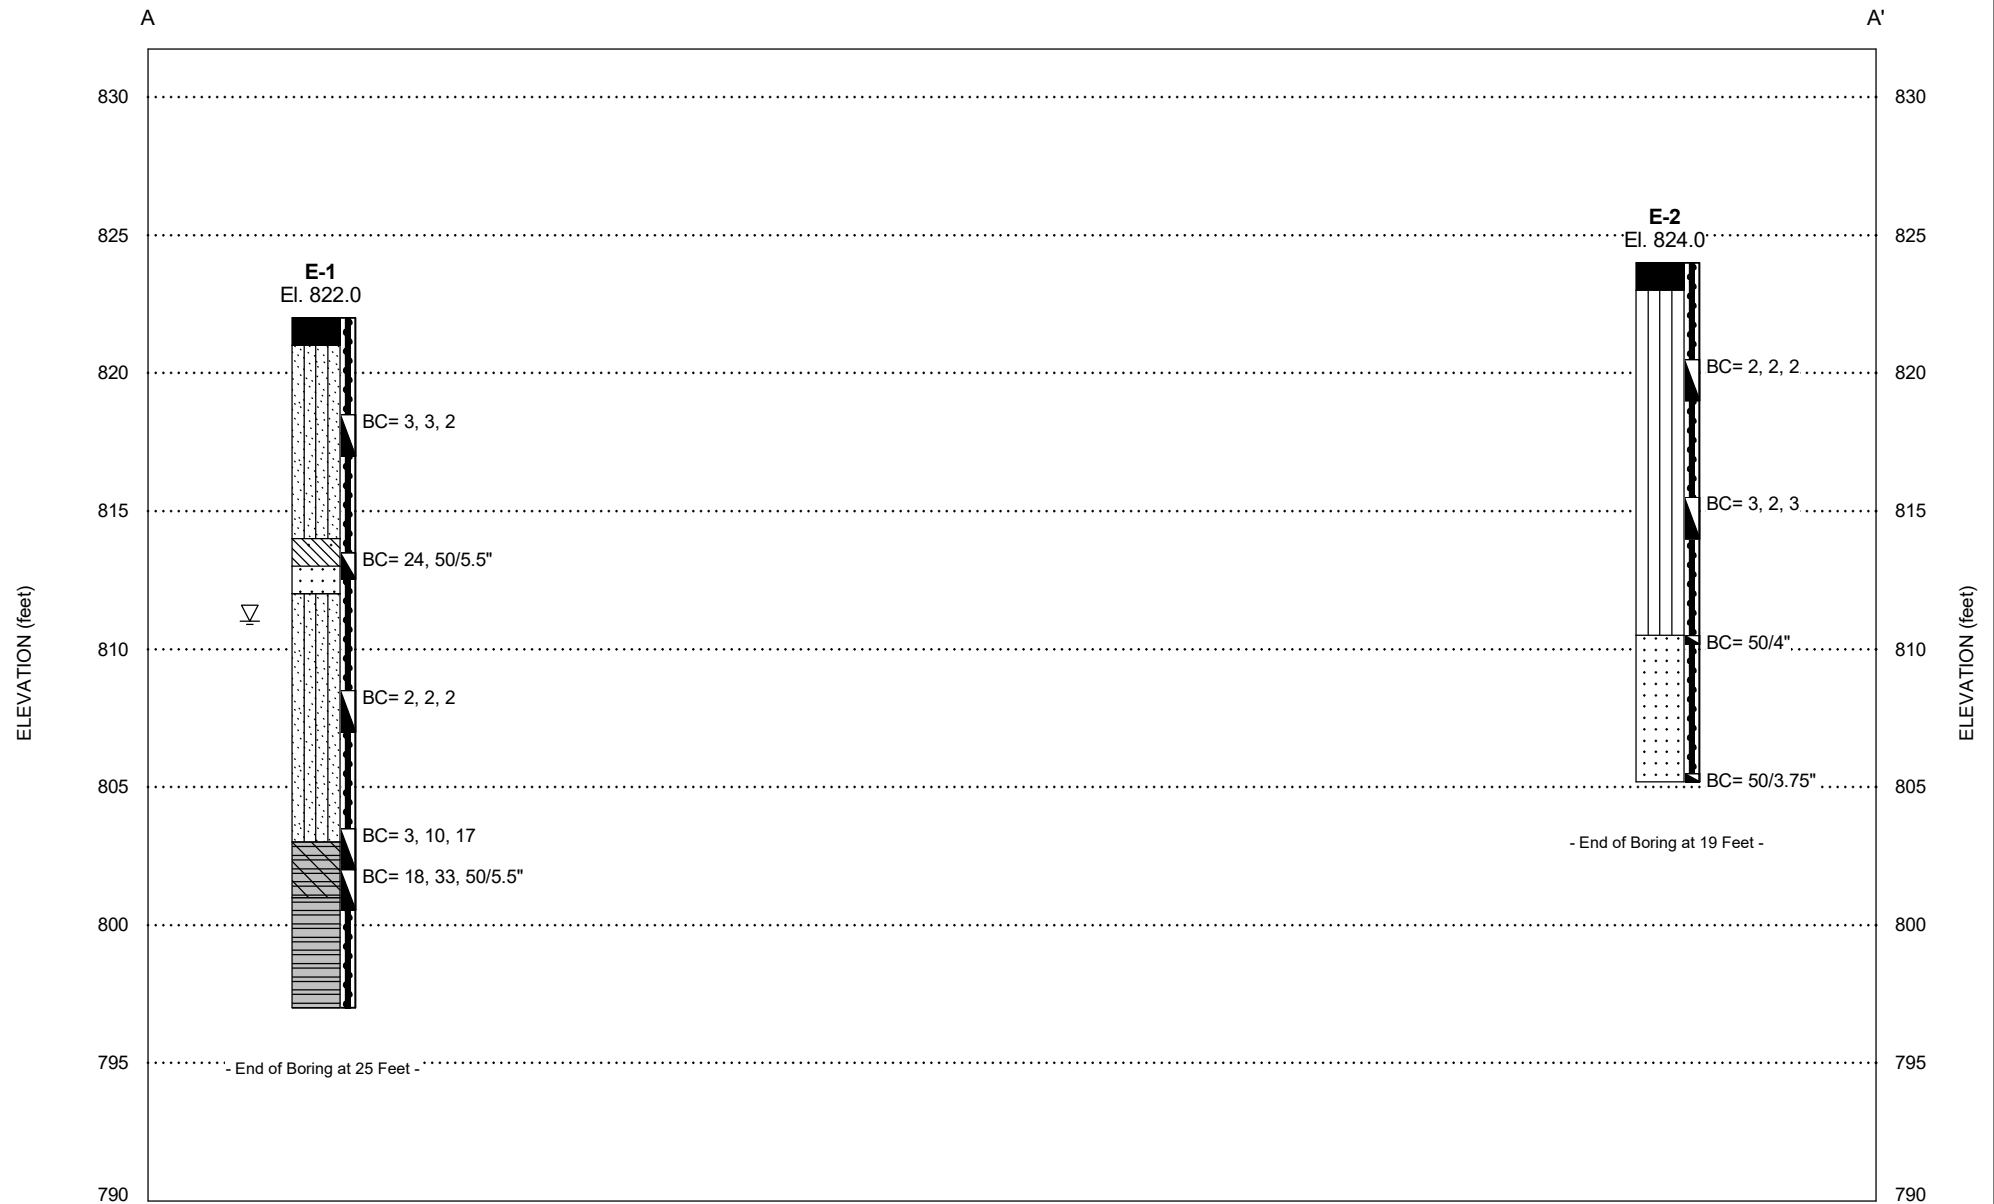 A A'
830 830
825 825
E-2
El. 824.0
E-1
El. 822.0
820 820
BC= 2, 2, 2
BC= 3, 3, 2
815 815
BC= 3, 2, 3
BC= 24, 50/5.5"
810 810
BC= 50/4"
BC= 2, 2, 2
805 805
BC= 50/3.75"
BC= 3, 10, 17
- End of Boring at 19 Feet -
BC= 18, 33, 50/5.5"
800 800
795 795
- End of Boring at 25 Feet -
790 790
ELEVATION (feet)
ELEVATION (feet)